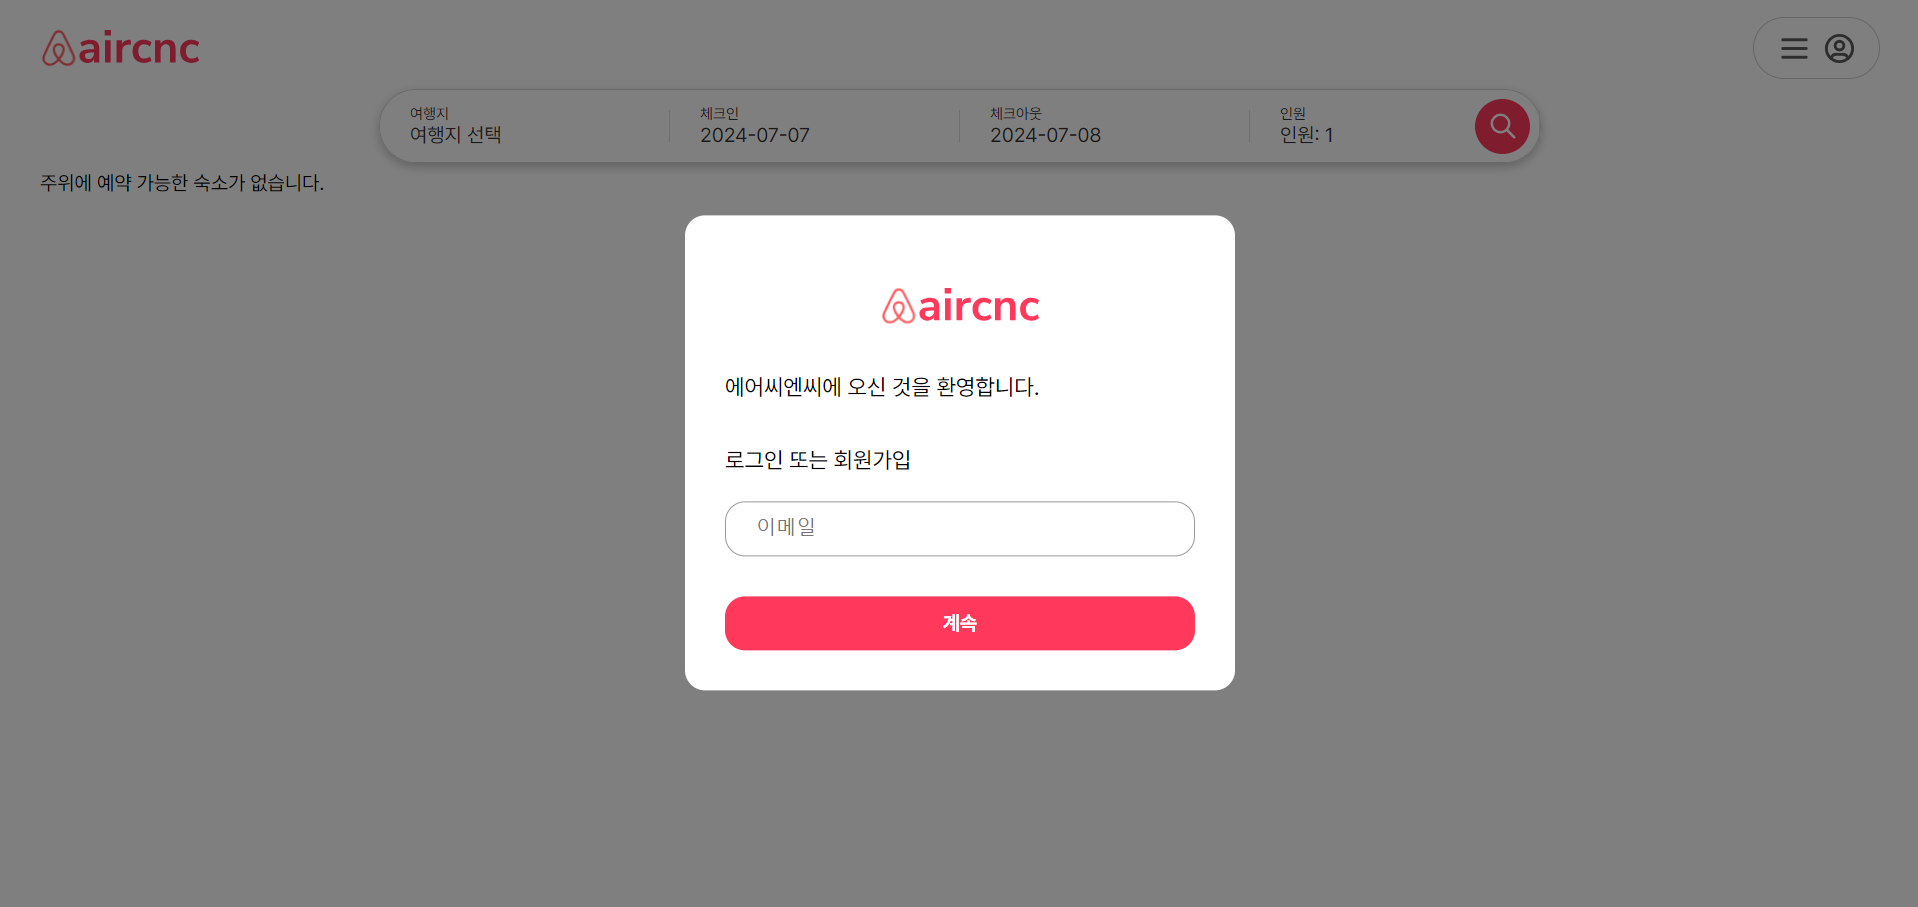 aircnc
여행지
여행지 선택
체크인
2024-07-07
체크아웃
2024-07-08
인원
인원: 1
주위에 예약 가능한 숙소가 없습니다.
aircnc
에어씨엔씨에 오신 것을 환영합니다.
로그인 또는 회원가입
이메일
계속